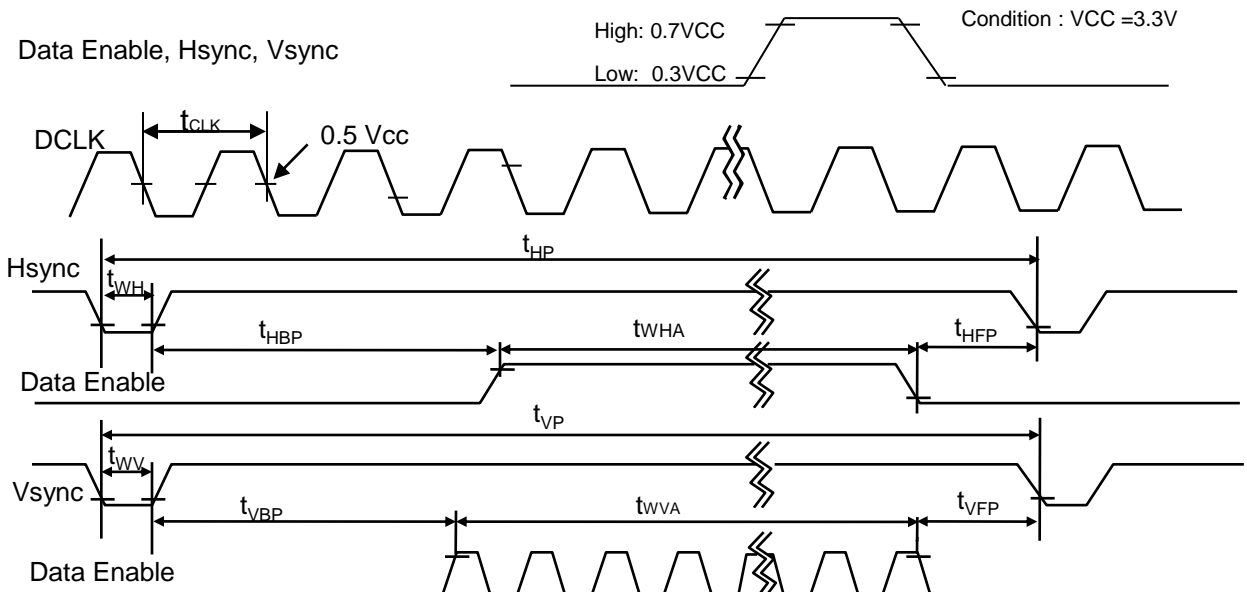 Condition : VCC =3.3V
High: 0.7VCC
Data Enable, Hsync, Vsync
Low: 0.3VCC
tCLK
DCLK
0.5 Vcc
tHP
Hsync
tWH
tHBP
tWHA
tHFP
Data Enable
tVP
tWV
Vsync
tVBP
tWVA
tVFP
Data Enable